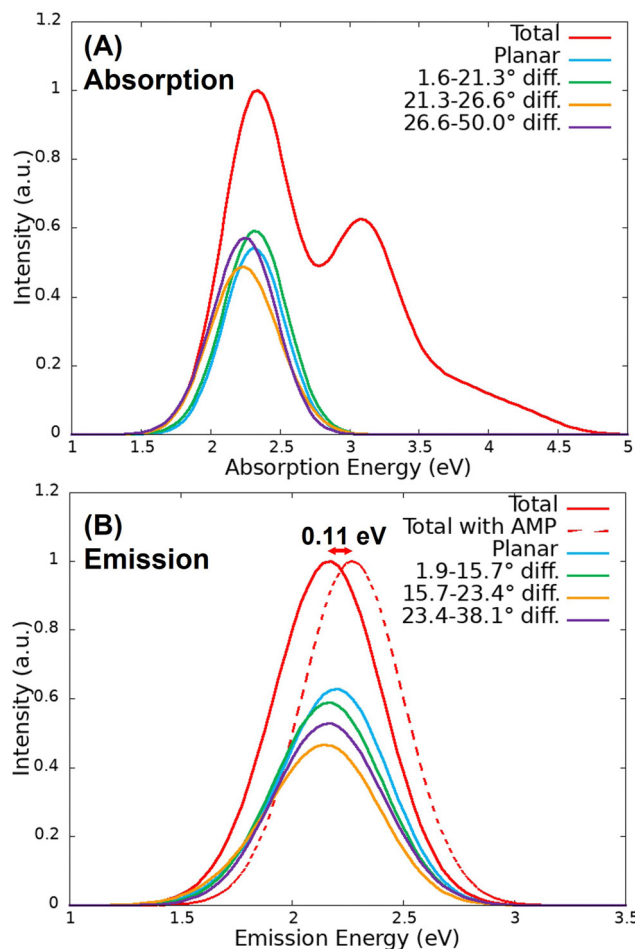 (A)
Absorption
Total
Planar
1.6-21.3° diff.
21.3-26.6° diff.
26.6-50.0° diff.
Intensity (a.u.)
1.2
1
0.8
0.6
0.4
0.2
0
1 1.5 2 2.5 3 3.5 4 4.5 5
Absorption Energy (eV)
(B)
Emission
0.11 eV
Total
Total with AMP
Planar
1.9-15.7° diff.
15.7-23.4° diff.
23.4-38.1° diff.
Intensity (a.u.)
1.2
1
0.8
0.6
0.4
0.2
0
1 1.5 2 2.5 3 3.5
Emission Energy (eV)